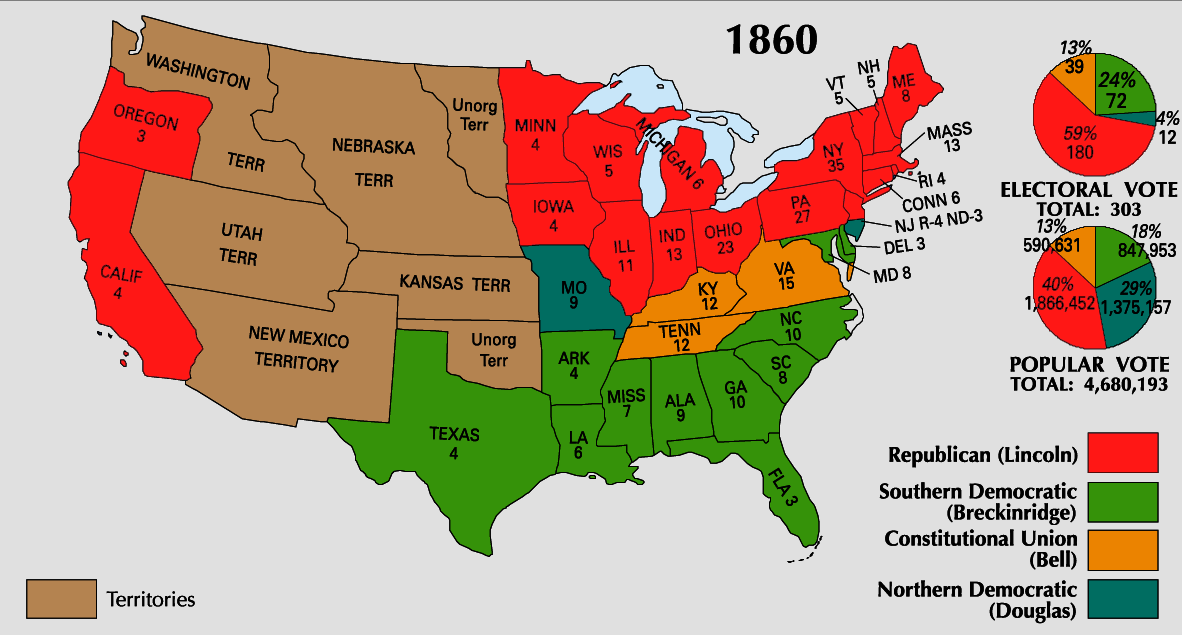 1860
WASHINGTON
TERR
OREGON
3
NEBRASKA
TERR
Unorg
Terr
MINN
4
WIS
5
MICHIGAN 6
VT
5
NH
5
ME
8
NY
35
MASS
13
RI 4
CONN 6
NJ R-4 ND-3
DEL 3
MD 8
PA
27
OHIO
23
IND
13
ILL
11
IOWA
4
CALIF
4
UTAH
TERR
KANSAS TERR
NEW MEXICO
TERRITORY
Unorg
Terr
MO
9
KY
12
VA
15
TENN
12
NC
10
SC
8
GA
10
ALA
9
MISS
7
ARK
4
LA
6
TEXAS
4
FLA 3
13%
39
24%
72
4%
12
59%
180
ELECTORAL VOTE
TOTAL: 303
13%
590,631
18%
847,953
40%
1,866,452
29%
1,375,157
POPULAR VOTE
TOTAL: 4,680,193
Republican (Lincoln)
Southern Democratic
(Breckinridge)
Constitutional Union
(Bell)
Northern Democratic
(Douglas)
Territories